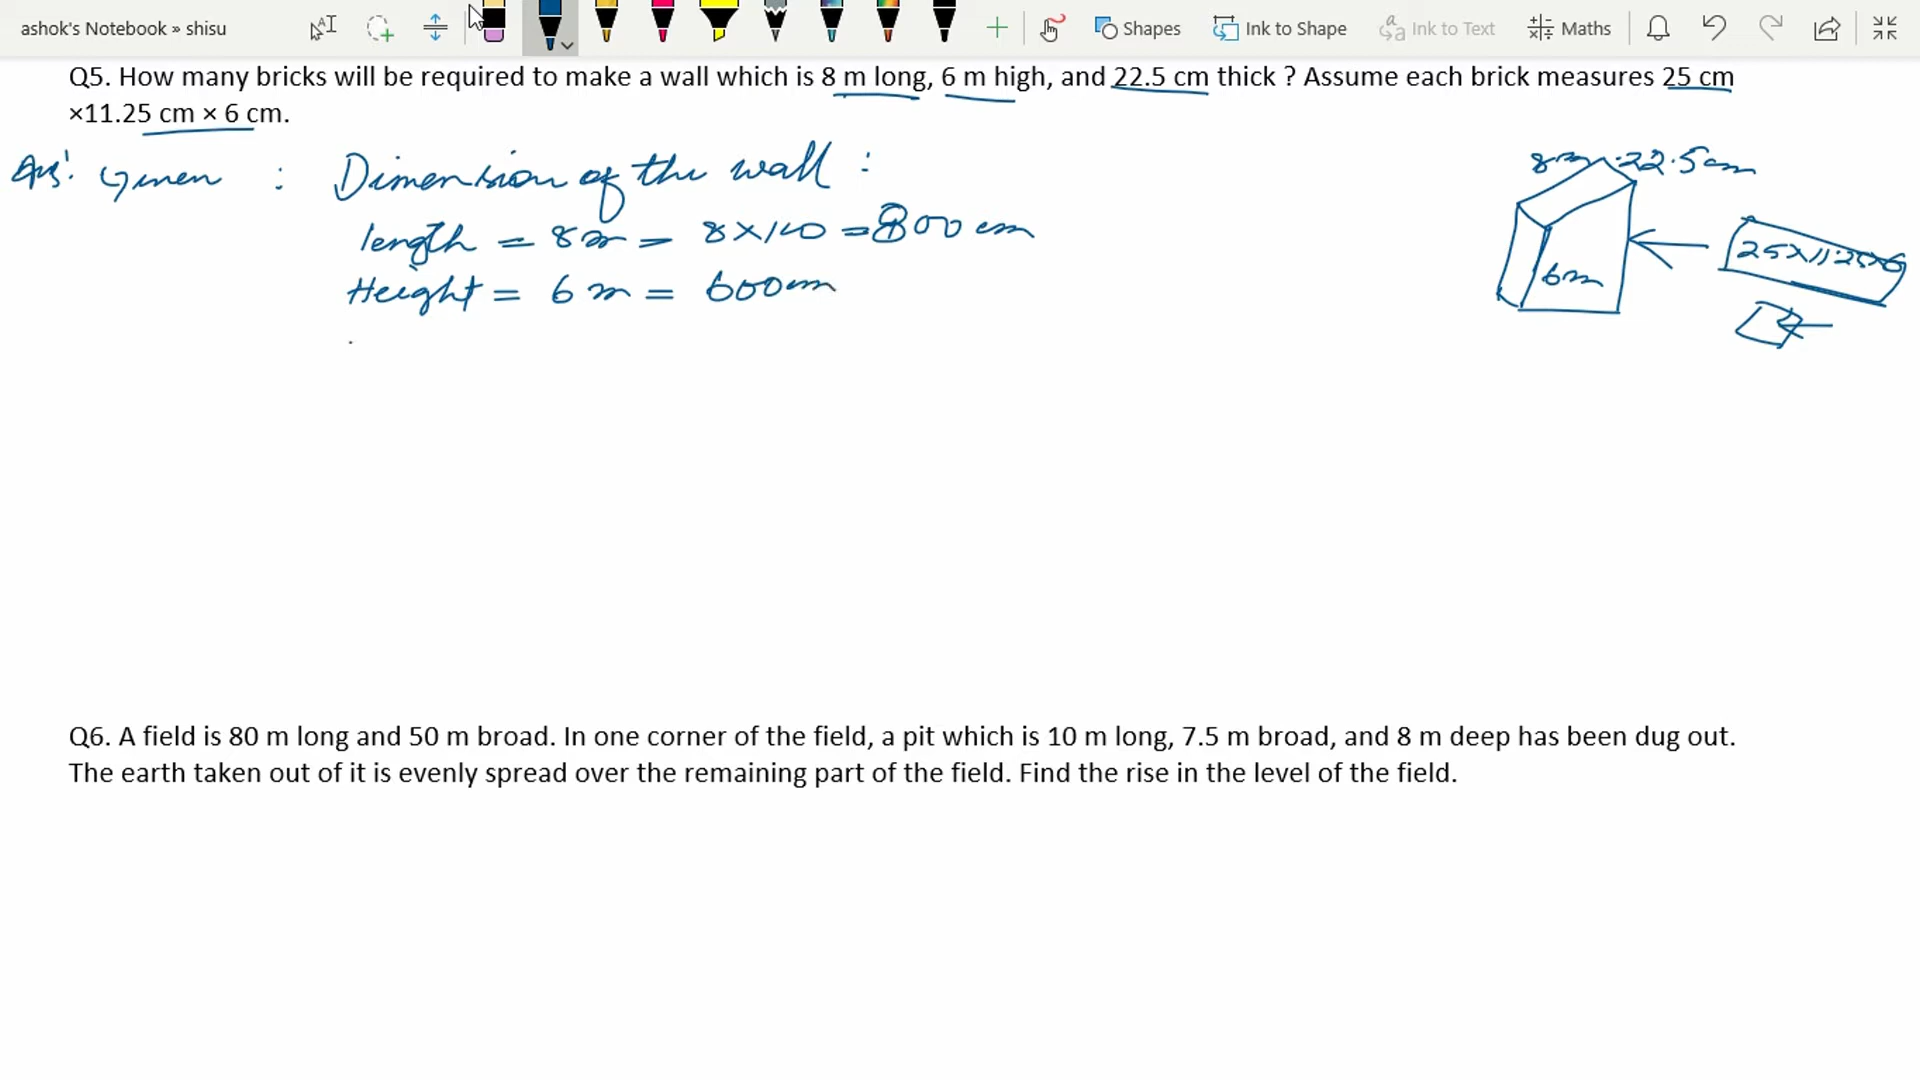 ashok's Notebook » shisu
Shapes
Ink to Shape
Ink to Text
Maths
Q5. How many bricks will be required to make a wall which is 8 m long, 6 m high, and 22.5 cm thick ? Assume each brick measures 25 cm
×11.25 cm × 6 cm.
Ans: Given : Dimension of the wall :
length = 8m = 8×100 = 800 cm
Height = 6 m = 600cm
8m 22.5cm
6m
25×11.25×6
Q6. A field is 80 m long and 50 m broad. In one corner of the field, a pit which is 10 m long, 7.5 m broad, and 8 m deep has been dug out.
The earth taken out of it is evenly spread over the remaining part of the field. Find the rise in the level of the field.